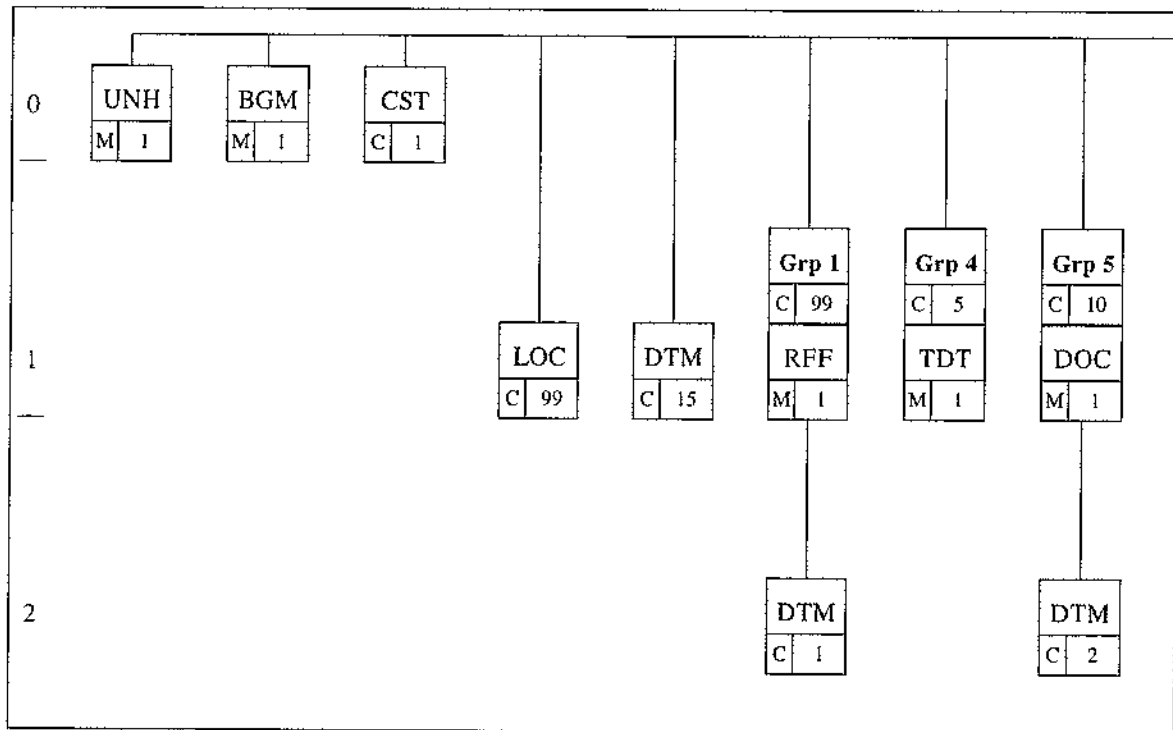 0
UNH
M 1
BGM
M 1
CST
C 1
1
LOC
C 99
DTM
C 15
Grp 1
C 99
RFF
M 1
Grp 4
C 5
TDT
M 1
Grp 5
C 10
DOC
M 1
2
DTM
C 1
DTM
C 2